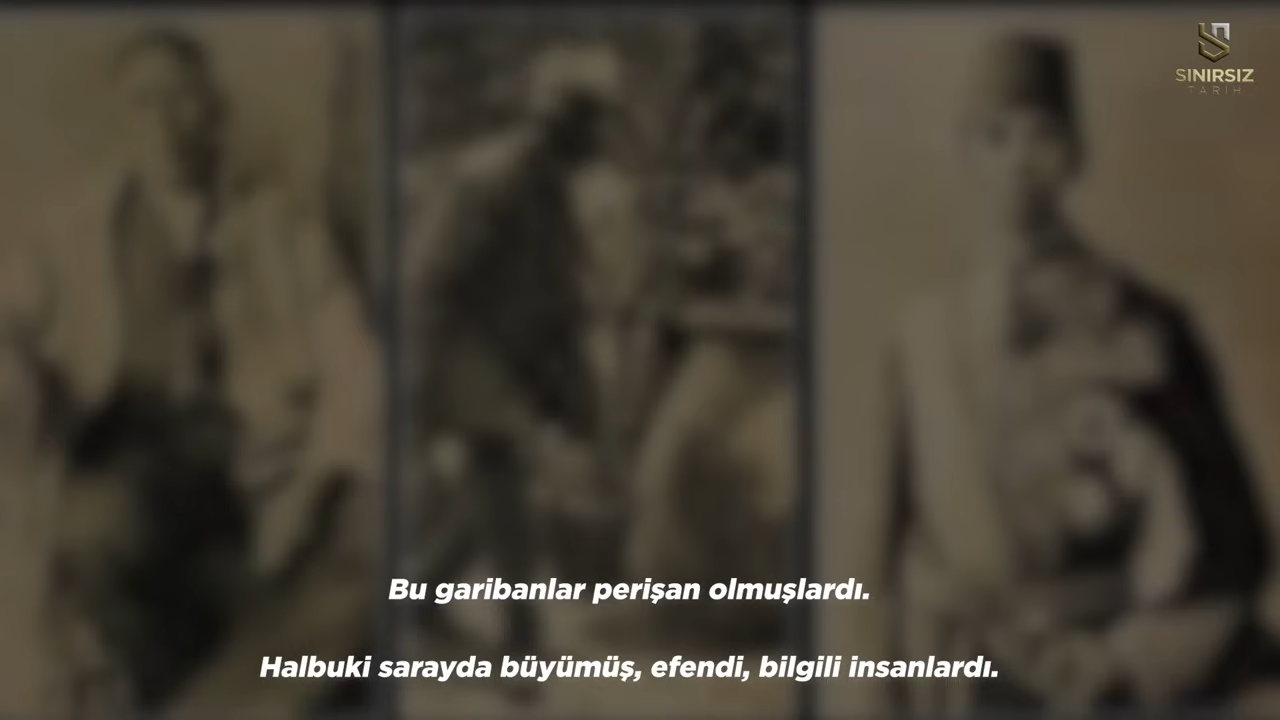 SINIRSIZ
TARİH
Bu garibanlar perişan olmuşlardı.
Halbuki sarayda büyümüş, efendi, bilgili insanlardı.